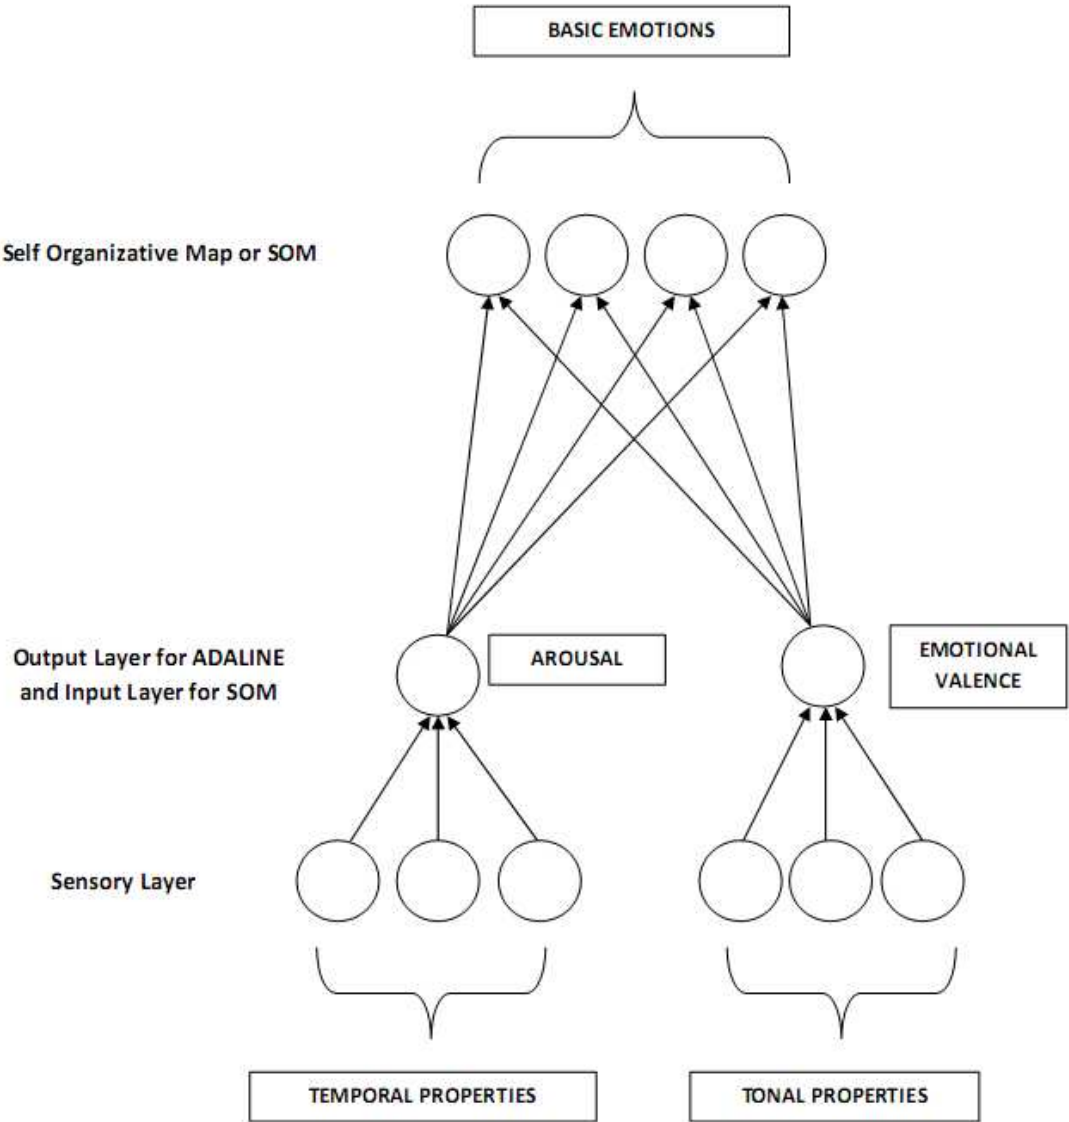 BASIC EMOTIONS
Self Organizative Map or SOM
Output Layer for ADALINE
and Input Layer for SOM
AROUSAL
EMOTIONAL
VALENCE
Sensory Layer
TEMPORAL PROPERTIES
TONAL PROPERTIES